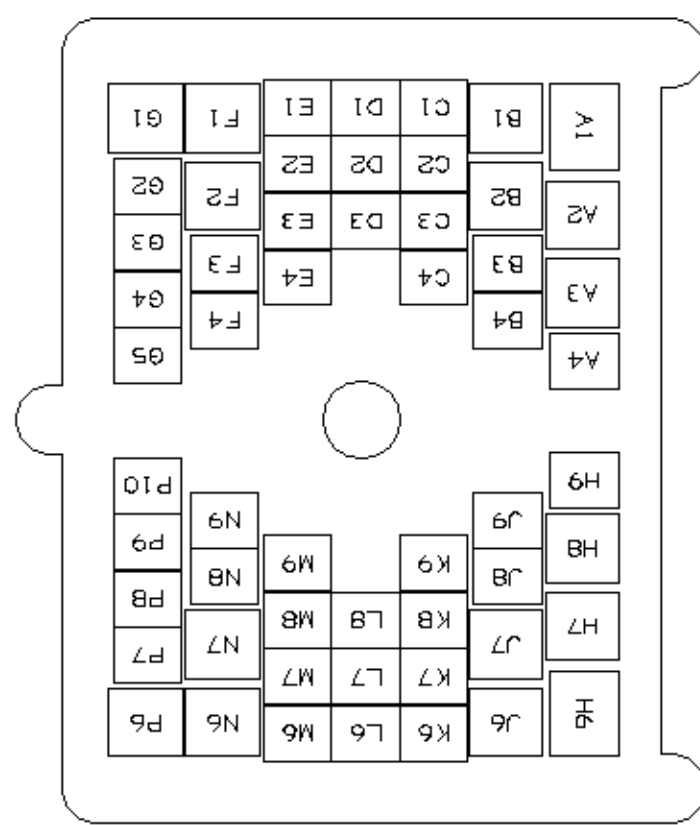 H6 J6 K6 L6 M6 N6 P6
H7 J7 K7 L7 M7 N7 P7
H8 J8 K8 L8 M8 N8 P8
H9 J9 K9 M9 N9 P9
P10
G5
A4 B4 C4 E4 F4 G4
A3 B3 C3 D3 E3 F3 G3
A2 B2 C2 D2 E2 F2 G2
A1 B1 C1 D1 E1 F1 G1